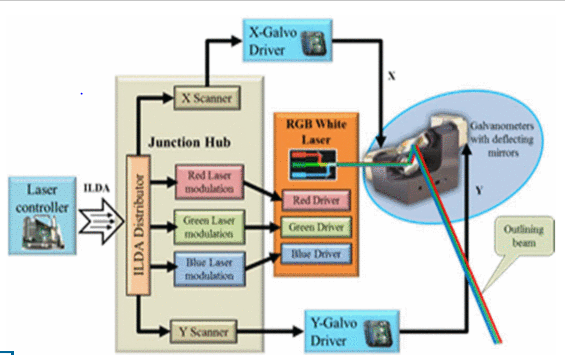 X-Galvo
Driver
X
X Scanner
Junction Hub
RGB White
Laser
Galvanometers
with deflecting
mirrors
Laser
controller
ILDA
ILDA Distributor
Red Laser
modulation
Red Driver
Green Laser
modulation
Green Driver
Blue Laser
modulation
Blue Driver
Y
Outlining
beam
Y Scanner
Y-Galvo
Driver